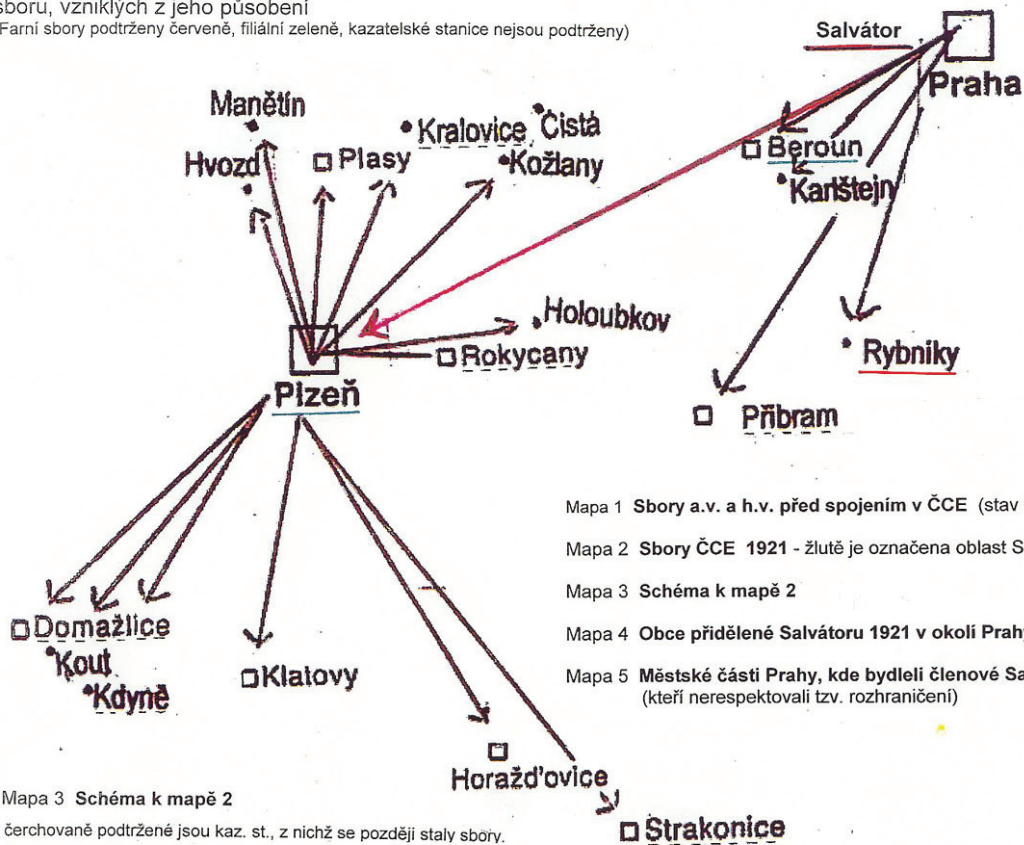 sboru, vzniklých z jeho působení
Farní sbory podtrženy červeně, filiální zeleně, kazatelské stanice nejsou podtrženy)
Salvátor
Praha
Manětín
Kralovice
Čistá
Hvozd
Plasy
Kožlany
Beroun
Karlštejn
Holoubkov
Rokycany
Rybniky
Plzeň
Příbram
Mapa 1 Sbory a.v. a h.v. před spojením v ČCE (stav
Mapa 2 Sbory ČCE 1921 - žlutě je označena oblast S
Mapa 3 Schéma k mapě 2
Mapa 4 Obce přidělené Salvátoru 1921 v okolí Prahy
Mapa 5 Městské části Prahy, kde bydleli členové Sa
(kteří nerespektovali tzv. rozhraničení)
Domažlice
Kout
Kdyně
Klatovy
Horažďovice
Strakonice
Mapa 3 Schéma k mapě 2
čerchovaně podtržené jsou kaz. st., z nichž se později staly sbory.